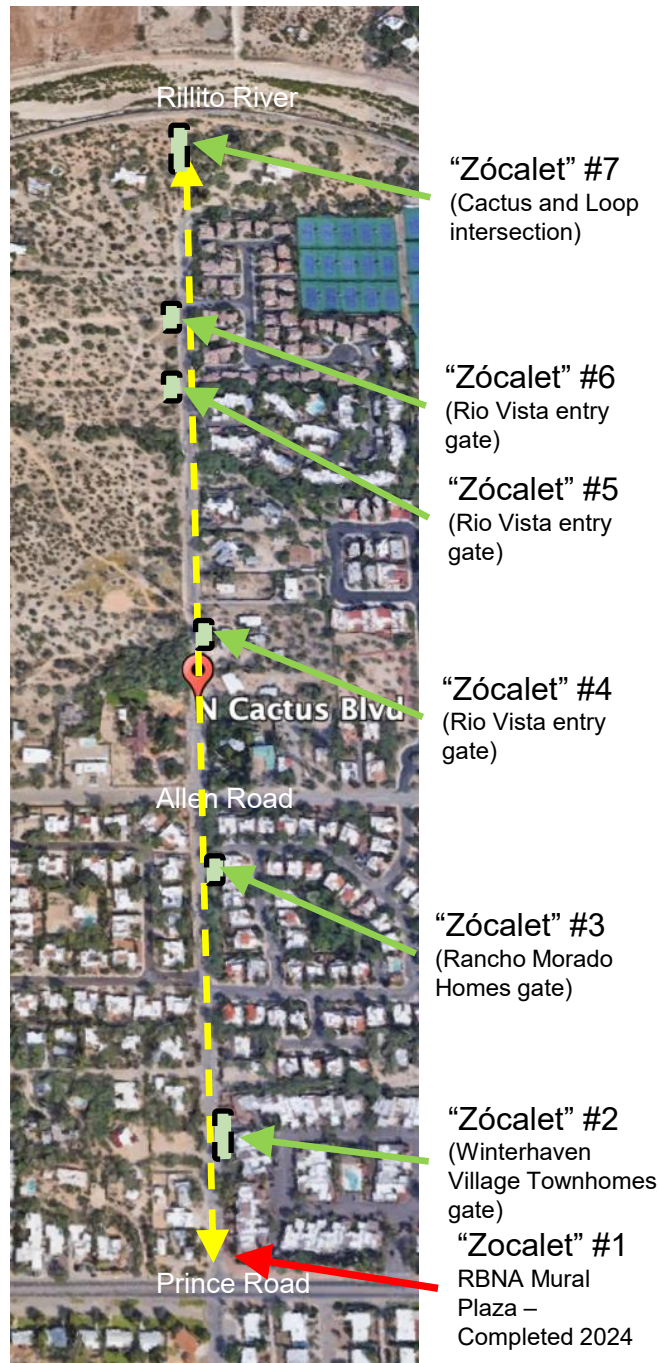 Rillito River
“Zócalet” #7
(Cactus and Loop
intersection)
“Zócalet” #6
(Rio Vista entry
gate)
“Zócalet” #5
(Rio Vista entry
gate)
“Zócalet” #4
(Rio Vista entry
gate)
N Cactus Blvd
Allen Road
“Zócalet” #3
(Rancho Morado
Homes gate)
“Zócalet” #2
(Winterhaven
Village Townhomes
gate)
“Zocalet” #1
RBNA Mural
Plaza –
Completed 2024
Prince Road